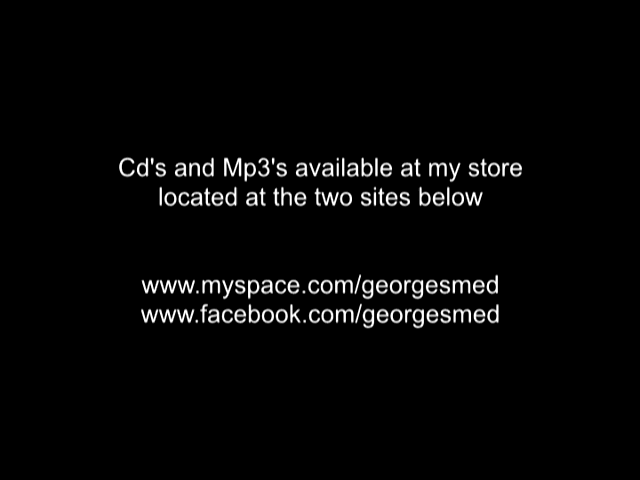 Cd's and Mp3's available at my store
located at the two sites below
www.myspace.com/georgesmed
www.facebook.com/georgesmed